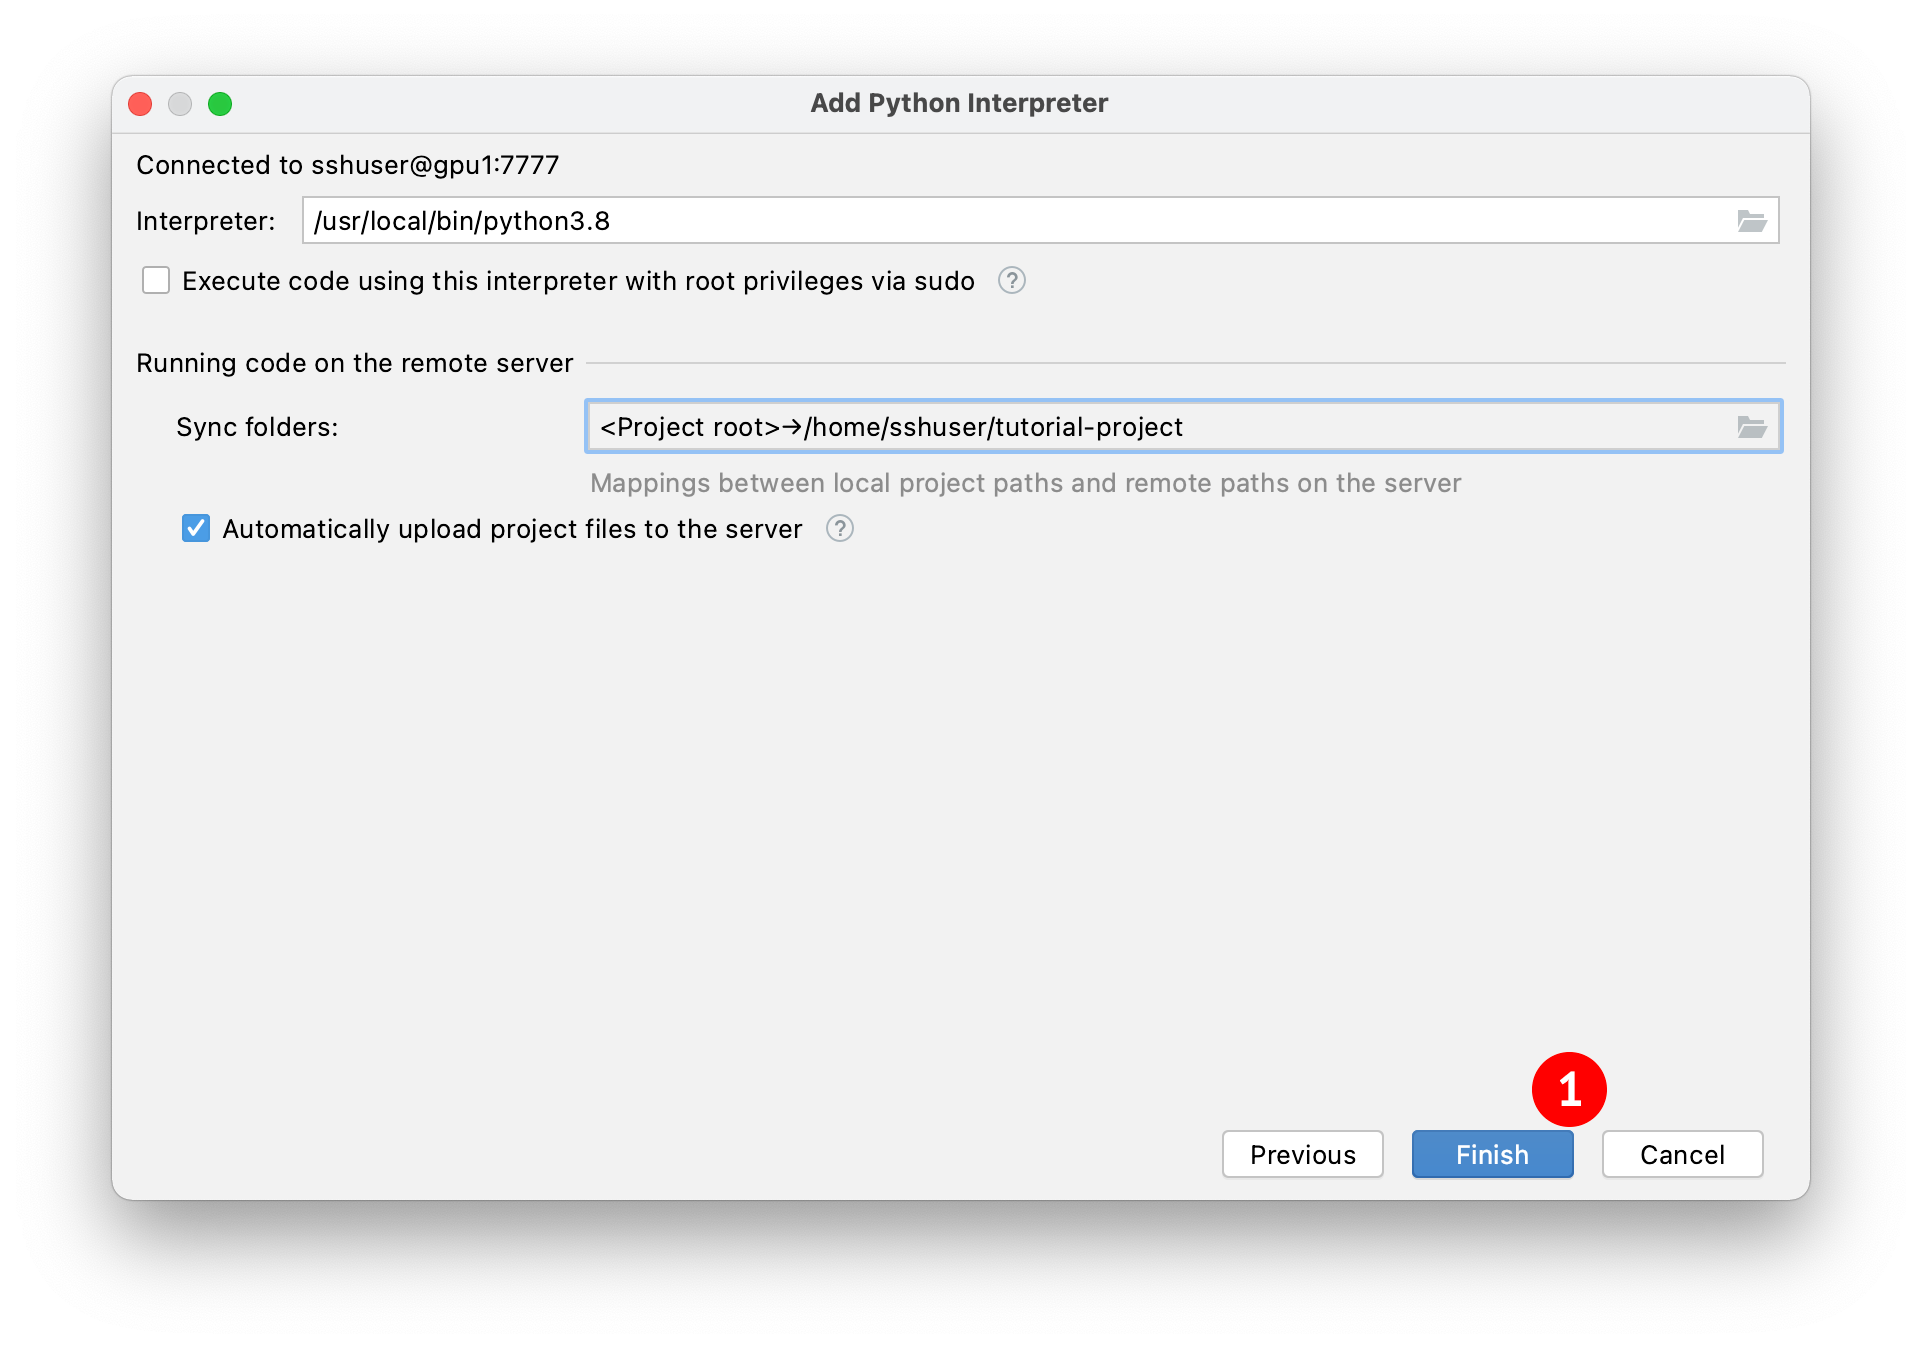 Add Python Interpreter
Connected to sshuser@gpu1:7777
Interpreter: /usr/local/bin/python3.8
Execute code using this interpreter with root privileges via sudo ?
Running code on the remote server
Sync folders: <Project root>→/home/sshuser/tutorial-project
Mappings between local project paths and remote paths on the server
Automatically upload project files to the server ?
1
Previous Finish Cancel